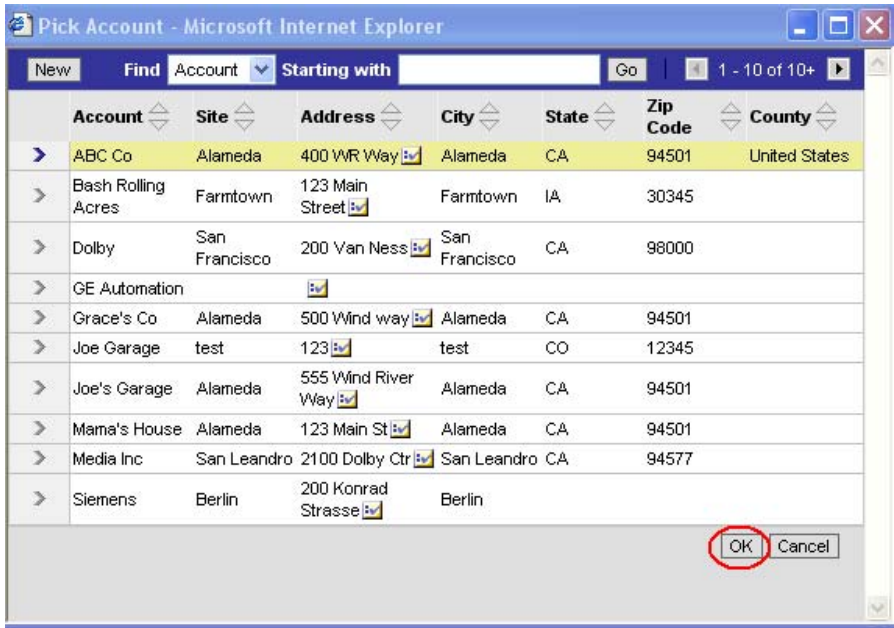 Pick Account - Microsoft Internet Explorer
New Find Account Starting with Go 1 - 10 of 10+
Account Site Address City State Zip Code County
ABC Co Alameda 400 WR Way Alameda CA 94501 United States
Bash Rolling Acres Farmtown 123 Main Street Farmtown IA 30345
Dolby San Francisco 200 Van Ness San Francisco CA 98000
GE Automation
Grace's Co Alameda 500 Wind way Alameda CA 94501
Joe Garage test 123 test CO 12345
Joe's Garage Alameda 555 Wind River Way Alameda CA 94501
Mama's House Alameda 123 Main St Alameda CA 94501
Media Inc San Leandro 2100 Dolby Ctr San Leandro CA 94577
Siemens Berlin 200 Konrad Strasse Berlin
OK Cancel